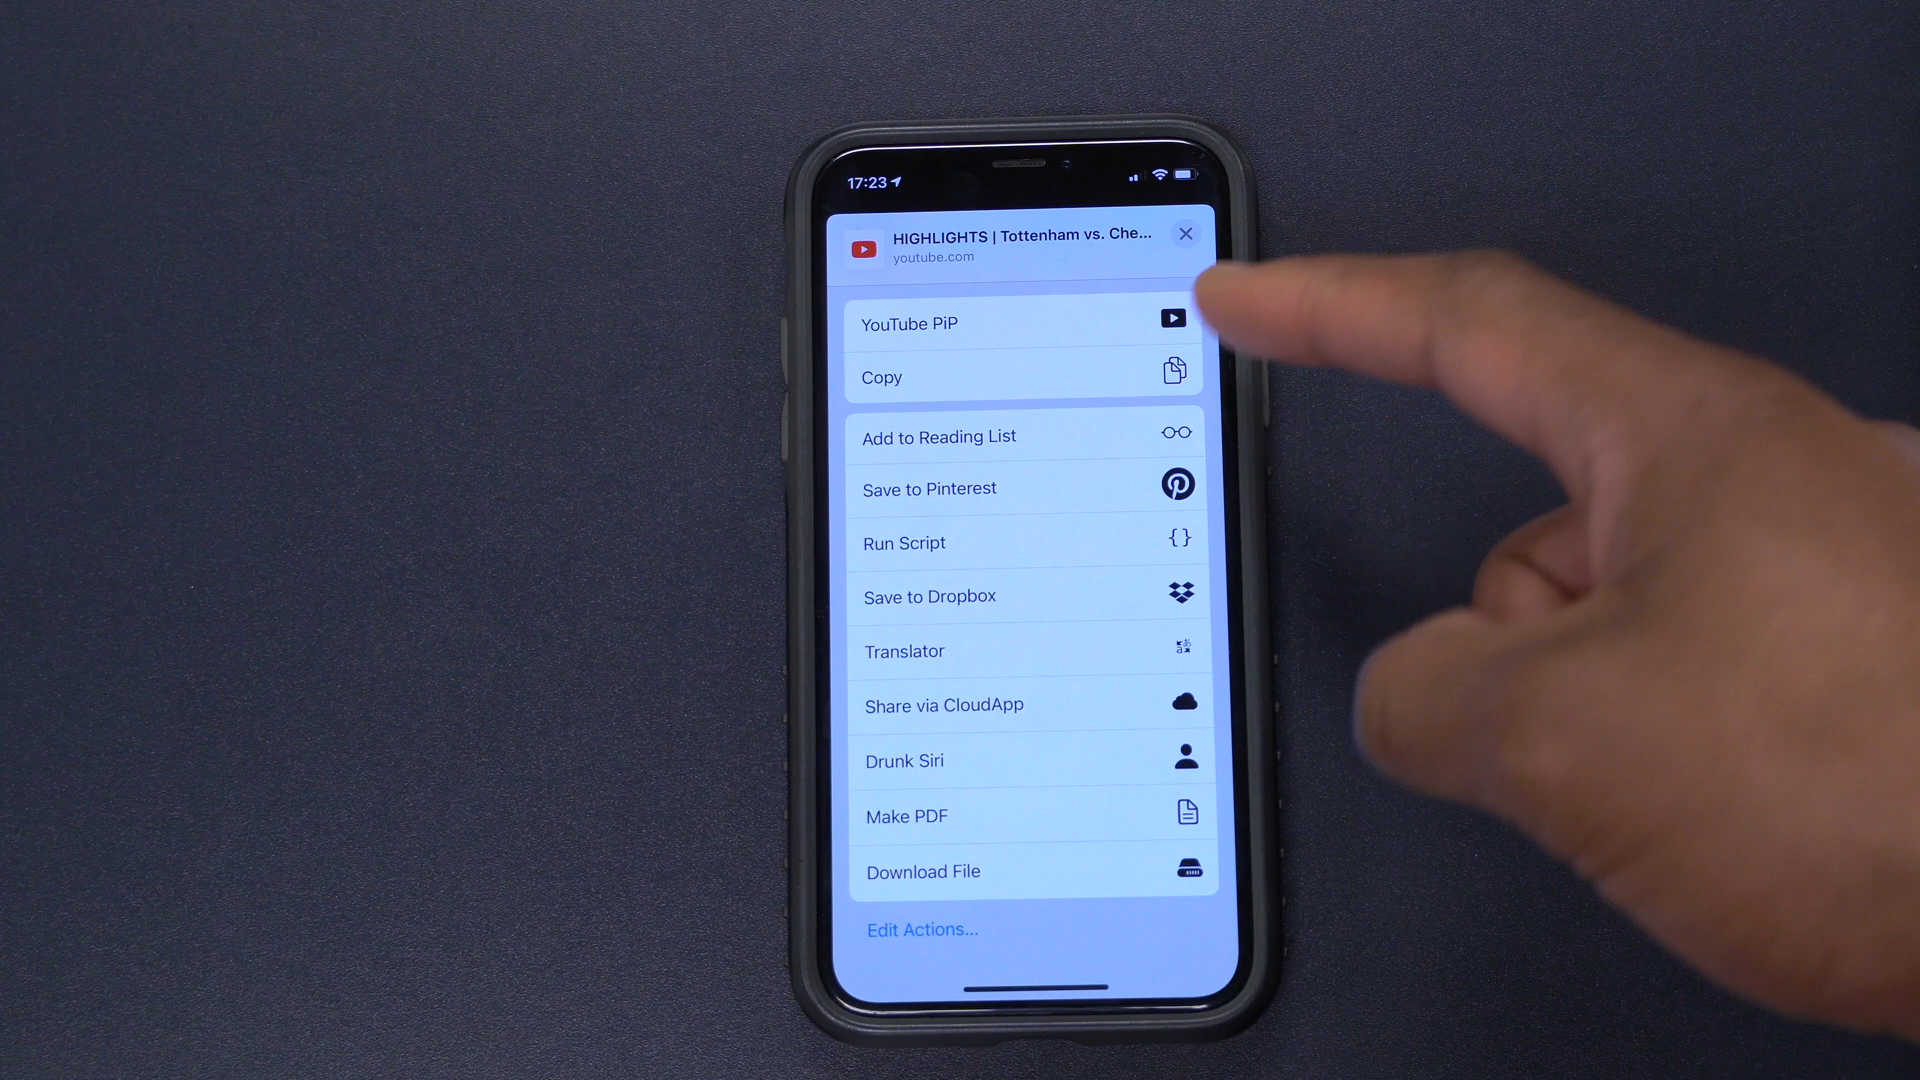 17:23
HIGHLIGHTS | Tottenham vs. Che...
youtube.com
YouTube PiP
Copy
Add to Reading List
Save to Pinterest
Run Script
{ }
Save to Dropbox
Translator
Share via CloudApp
Drunk Siri
Make PDF
Download File
Edit Actions...